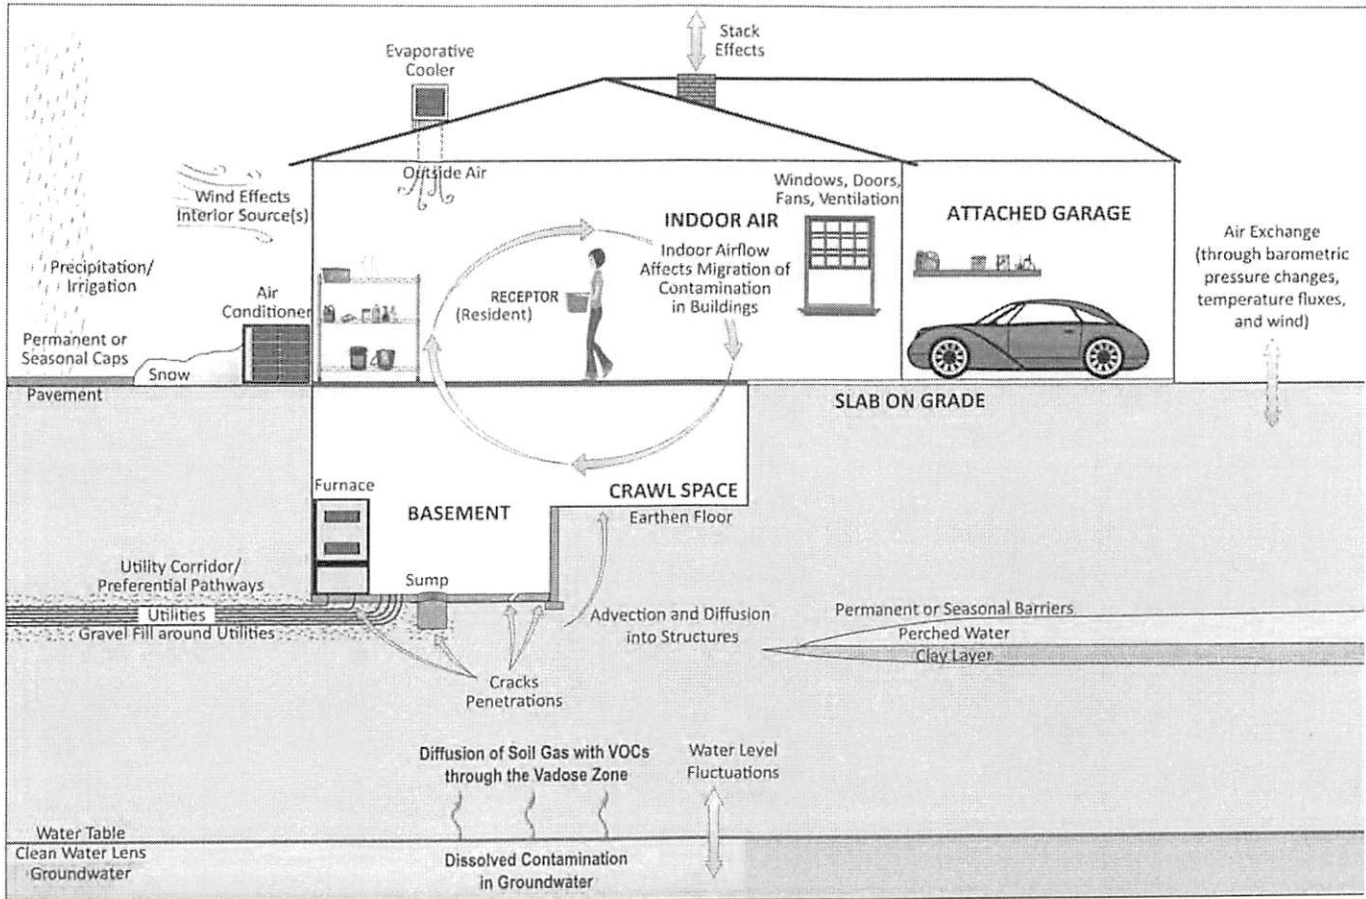 Stack
Effects
Evaporative
Cooler
Outside Air
Wind Effects
Interior Source(s)
Windows, Doors,
Fans, Ventilation
INDOOR AIR
Indoor Airflow
Affects Migration of
Contamination
in Buildings
ATTACHED GARAGE
Air Exchange
(through barometric
pressure changes,
temperature fluxes,
and wind)
Precipitation/
Irrigation
Air
Conditioner
RECEPTOR
(Resident)
Permanent or
Seasonal Caps
Snow
Pavement
SLAB ON GRADE
Furnace
BASEMENT
CRAWL SPACE
Earthen Floor
Utility Corridor/
Preferential Pathways
Sump
Utilities
Gravel Fill around Utilities
Advection and Diffusion
into Structures
Permanent or Seasonal Barriers
Perched Water
Clay Layer
Cracks
Penetrations
Diffusion of Soil Gas with VOCs
through the Vadose Zone
Water Level
Fluctuations
Water Table
Clean Water Lens
Groundwater
Dissolved Contamination
in Groundwater